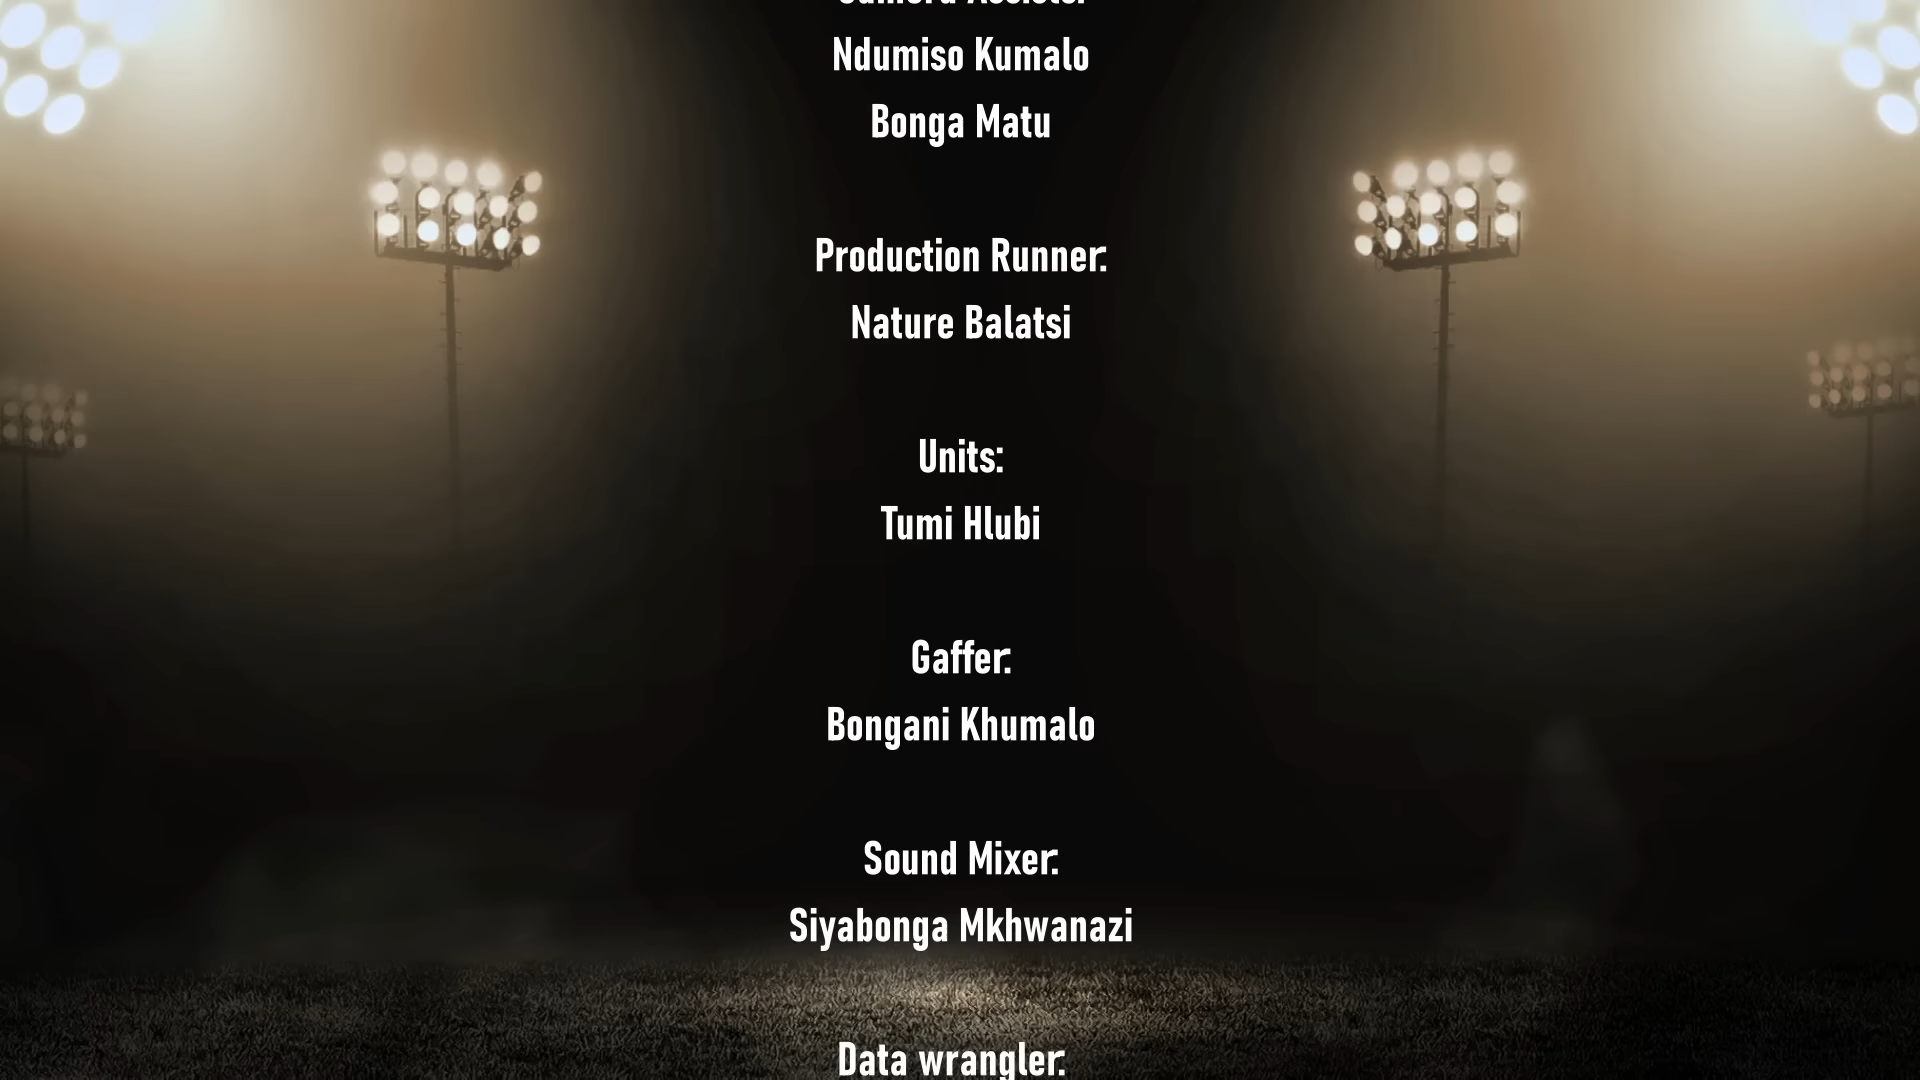 Ndumiso Kumalo
Bonga Matu
Production Runner:
Nature Balatsi
Units:
Tumi Hlubi
Gaffer:
Bongani Khumalo
Sound Mixer:
Siyabonga Mkhwanazi
Data wrangler: